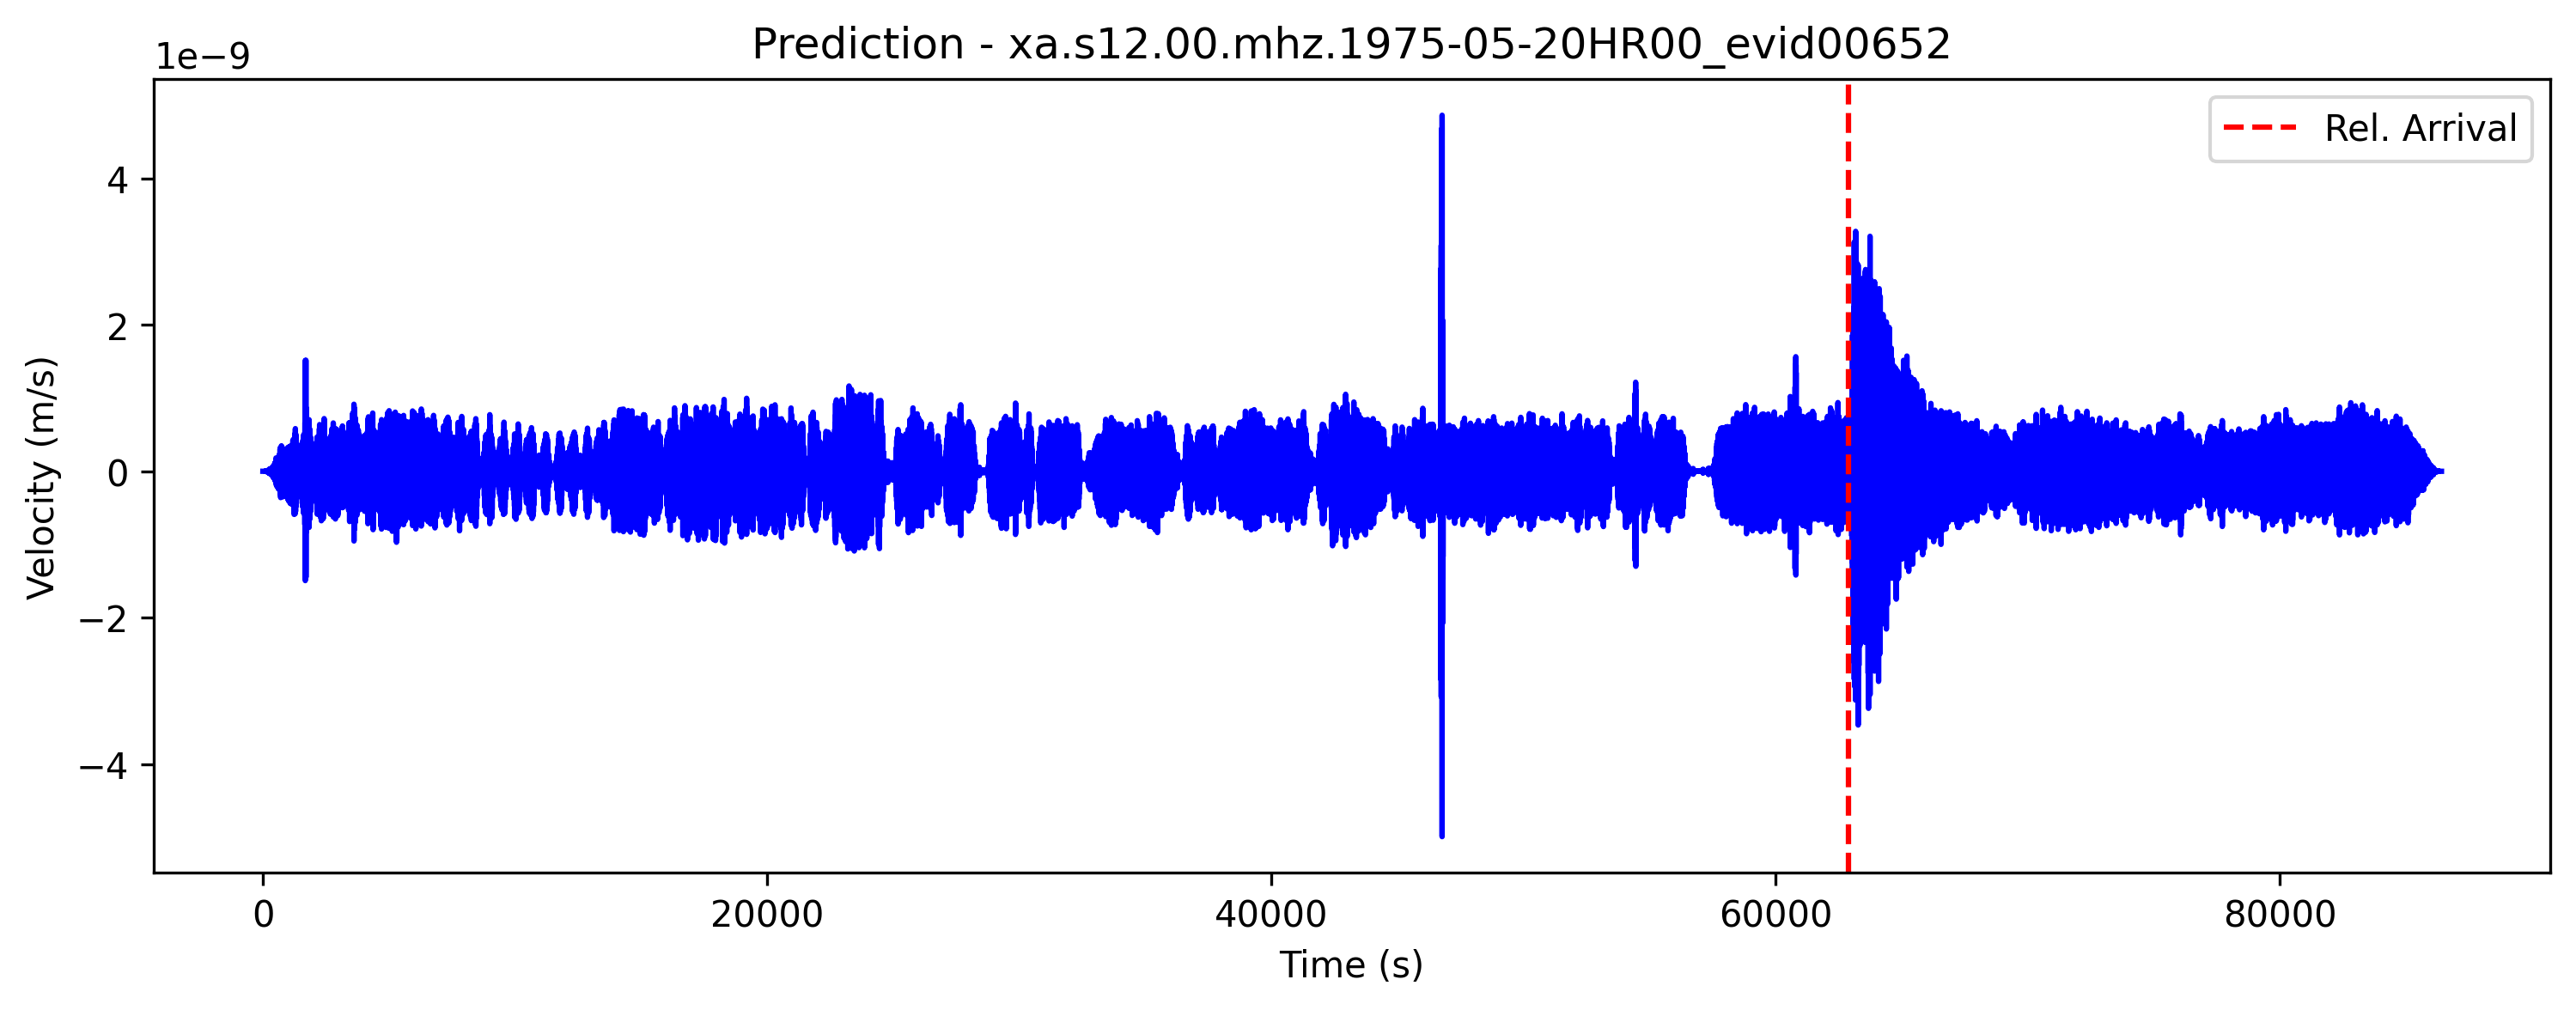 Prediction - xa.s12.00.mhz.1975-05-20HR00_evid00652
1e−9
Rel. Arrival
4
2
0
−2
−4
Velocity (m/s)
0 20000 40000 60000 80000
Time (s)